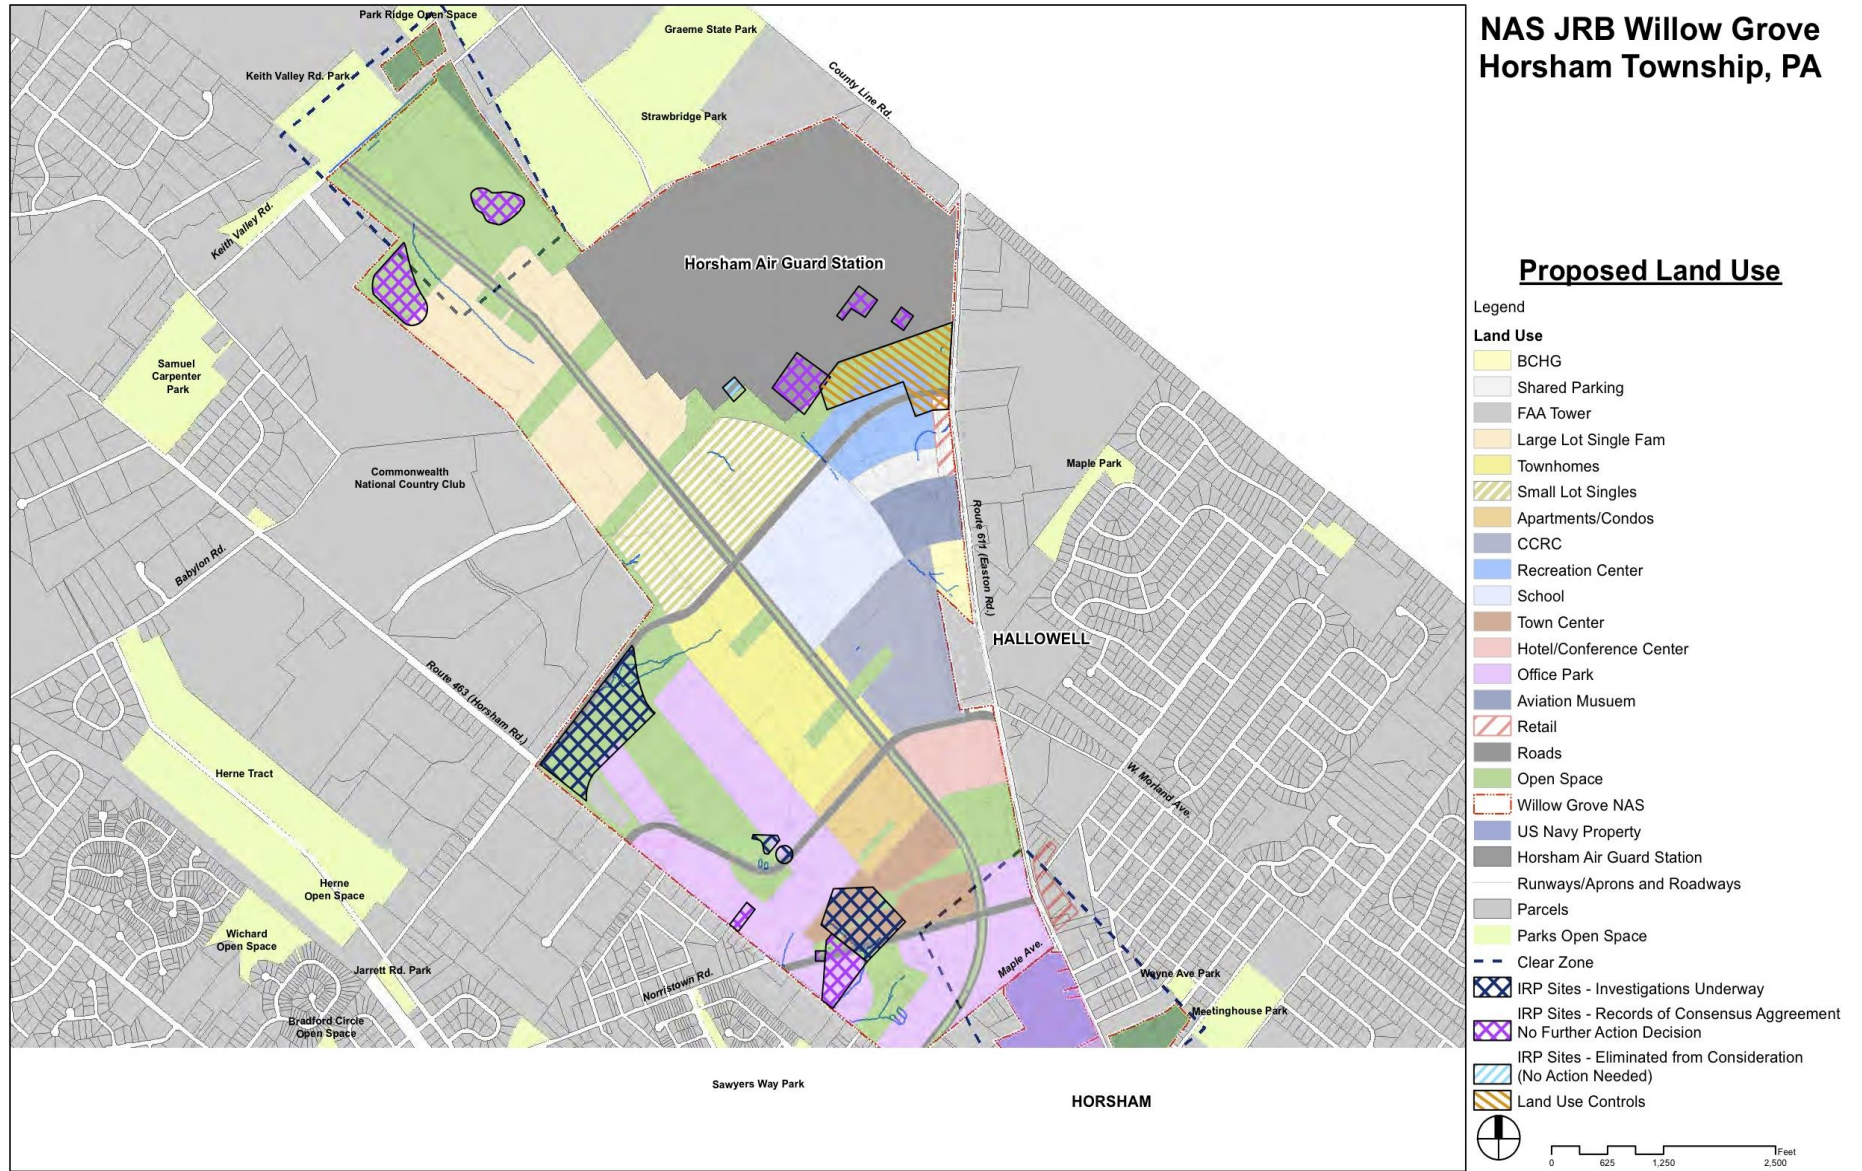 NAS JRB Willow Grove
Horsham Township, PA
Park Ridge Open Space
Graeme State Park
Keith Valley Rd. Park
County Line Rd.
Strawbridge Park
Keith Valley Rd.
Horsham Air Guard Station
Samuel
Carpenter
Park
Commonwealth
National Country Club
Maple Park
Route 611 (Easton Rd.)
Babylon Rd.
HALLOWELL
Route 463 (Horsham Rd.)
Herne Tract
W. Morland Ave.
Herne
Open Space
Wichard
Open Space
Jarrett Rd. Park
Norristown Rd.
Maple Ave.
Wayne Ave Park
Meetinghouse Park
Bradford Circle
Open Space
Sawyers Way Park
HORSHAM
Proposed Land Use
Legend
Land Use
BCHG
Shared Parking
FAA Tower
Large Lot Single Fam
Townhomes
Small Lot Singles
Apartments/Condos
CCRC
Recreation Center
School
Town Center
Hotel/Conference Center
Office Park
Aviation Musuem
Retail
Roads
Open Space
Willow Grove NAS
US Navy Property
Horsham Air Guard Station
Runways/Aprons and Roadways
Parcels
Parks Open Space
Clear Zone
IRP Sites - Investigations Underway
IRP Sites - Records of Consensus Aggreement
No Further Action Decision
IRP Sites - Eliminated from Consideration
(No Action Needed)
Land Use Controls
Feet
0 625 1,250 2,500